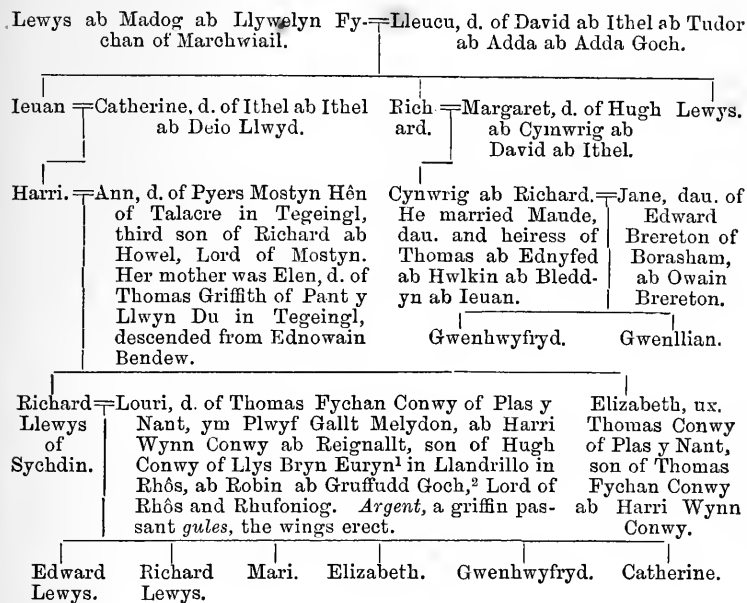 Lewys ab Madog ab Llywelyn Fy-
chan of Marchwiail.
Lleucu, d. of David ab Ithel ab Tudor
ab Adda ab Adda Goch.
Ieuan
Catherine, d. of Ithel ab Ithel
ab Deio Llwyd.
Rich
ard.
Margaret, d. of Hugh
ab Cymwrig ab
David ab Ithel.
Lewys.
Harri.
Ann, d. of Pyers Mostyn Hên
of Talacre in Tegeingl,
third son of Richard ab
Howel, Lord of Mostyn.
Her mother was Elen, d. of
Thomas Griffith of Pant y
Llwyn Du in Tegeingl,
descended from Ednowain
Bendew.
Cynwrig ab Richard.
He married Maude,
dau. and heiress of
Thomas ab Ednyfed
ab Hwlkin ab Bledd-
yn ab Ieuan.
Jane, dau. of
Edward
Brereton of
Borasham,
ab Owain
Brereton.
Gwenhwyfryd.
Gwenllian.
Richard
Llewys
of
Sychdin.
Louri, d. of Thomas Fychan Conwy of Plas y
Nant, ym Plwyf Gallt Melydon, ab Harri
Wynn Conwy ab Reignallt, son of Hugh
Conwy of Llys Bryn Euryn¹ in Llandrillo in
Rhôs, ab Robin ab Gruffudd Goch,² Lord of
Rhôs and Rhufoniog. Argent, a griffin pas-
sant gules, the wings erect.
Elizabeth, ux.
Thomas Conwy
of Plas y Nant,
son of Thomas
Fychan Conwy
ab Harri Wynn
Conwy.
Edward
Lewys.
Richard
Lewys.
Mari.
Elizabeth.
Gwenhwyfryd.
Catherine.